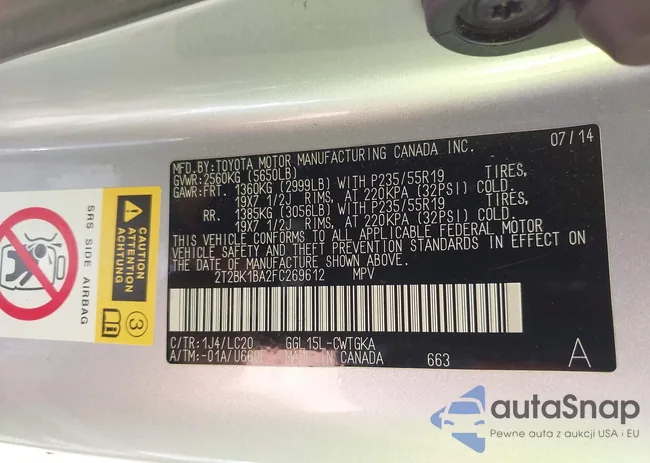 MFD.BY: TOYOTA MOTOR MANUFACTURING CANADA INC. 07/14
GVWR: 2560KG (5650LB)
GAWR: FRT. 1360KG (2999LB) WITH P235/55R19 TIRES,
19X7 1/2J RIMS, AT 220KPA (32PSI) COLD.
RR. 1385KG (3056LB) WITH P235/55R19 TIRES,
19X7 1/2J RIMS, AT 220KPA (32PSI) COLD.
THIS VEHICLE CONFORMS TO ALL APPLICABLE FEDERAL MOTOR
VEHICLE SAFETY AND THEFT PREVENTION STANDARDS IN EFFECT ON
THE DATE OF MANUFACTURE SHOWN ABOVE.
2T2BK1BA2FC269612 MPV
C/TR: 1J4/LC20 GGL15L-CWTGKA
A/TM: -01A/ MADE IN CANADA 663 A
CAUTION
ATTENTION
ACHTUNG
SRS SIDE AIRBAG
3
autaSnap
Pewne auta z aukcji USA i EU